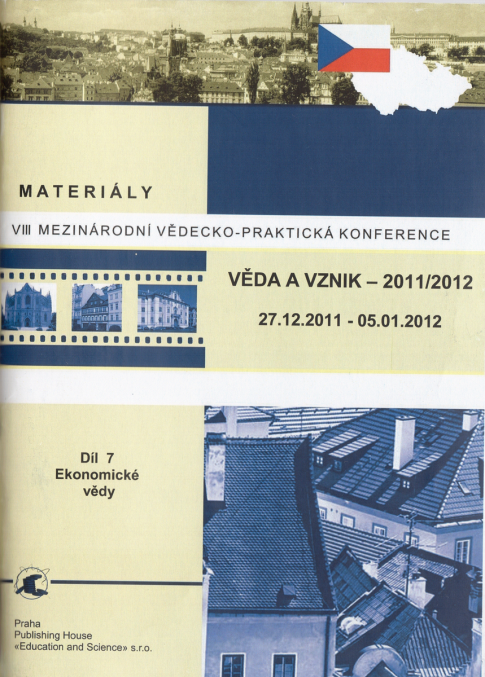 MATERIÁLY
VIII MEZINÁRODNÍ VĚDECKO-PRAKTICKÁ KONFERENCE
VĚDA A VZNIK – 2011/2012
27.12.2011 - 05.01.2012
Díl 7
Ekonomické
vědy
Praha
Publishing House
«Education and Science» s.r.o.